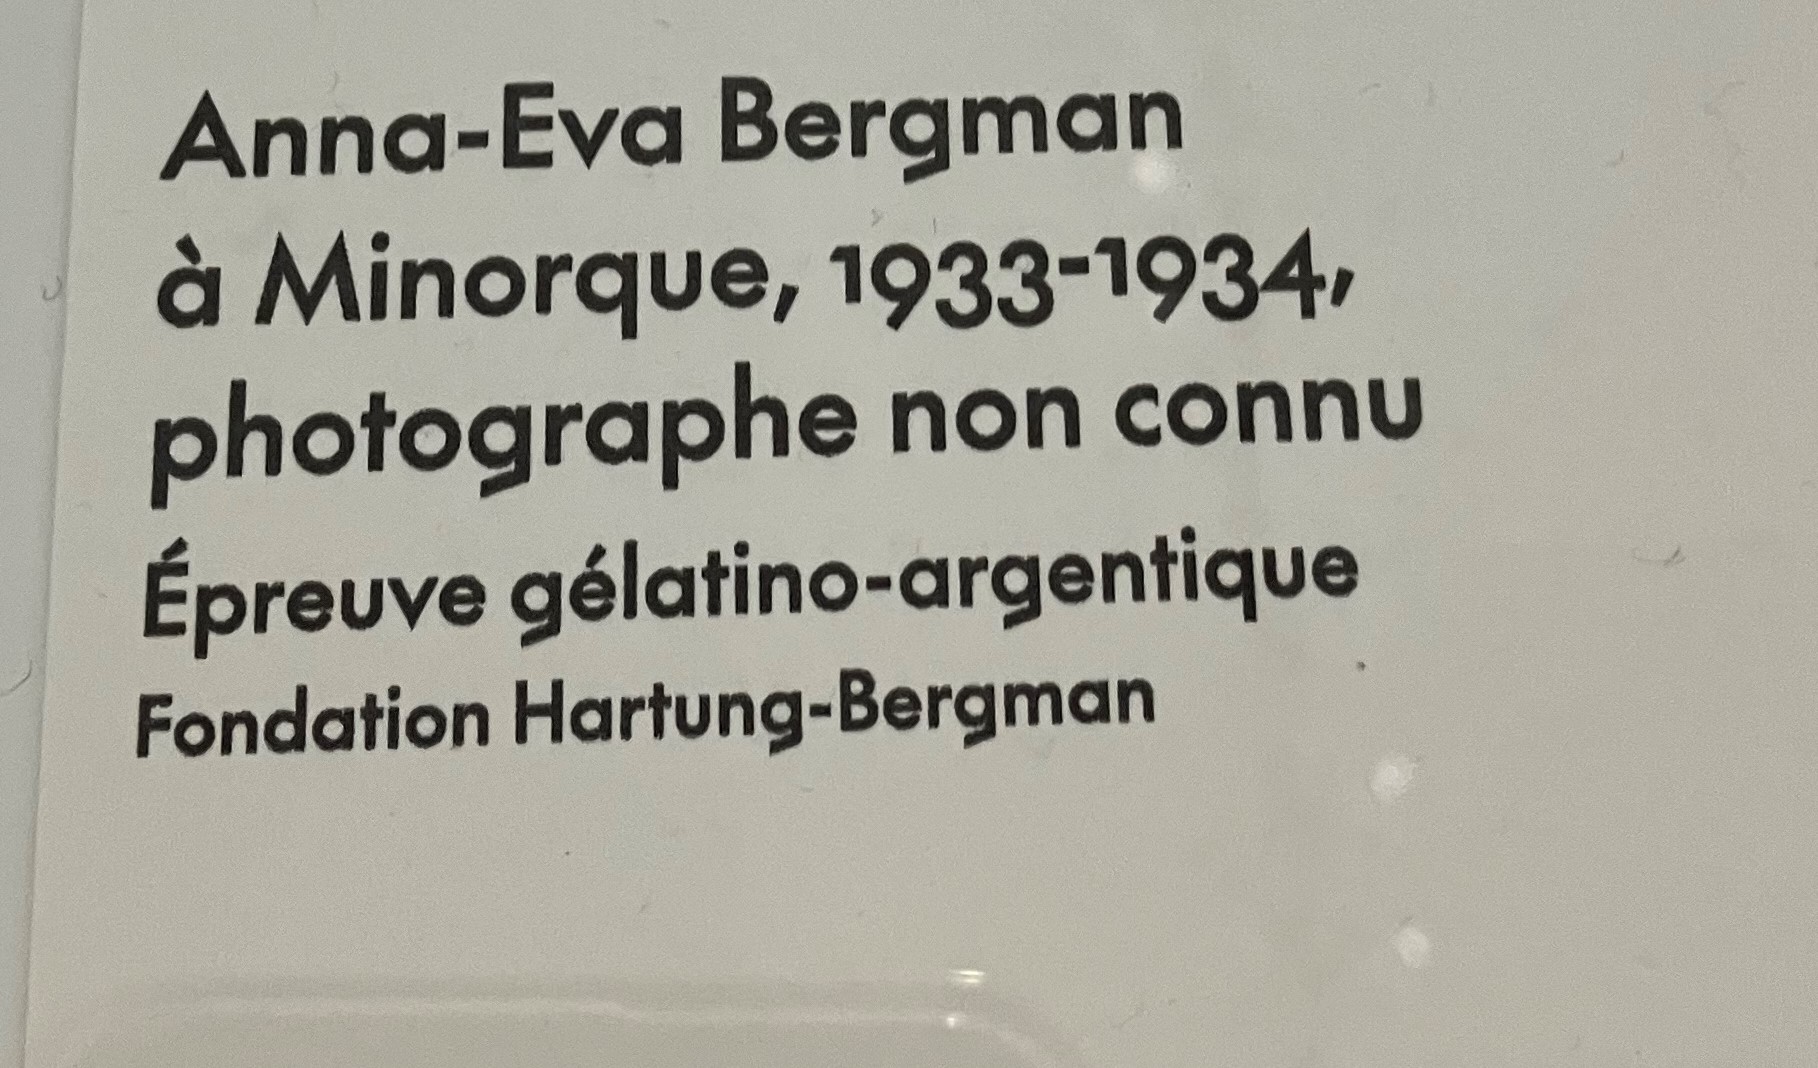 Anna-Eva Bergman
à Minorque, 1933-1934,
photographe non connu
Épreuve gélatino-argentique
Fondation Hartung-Bergman